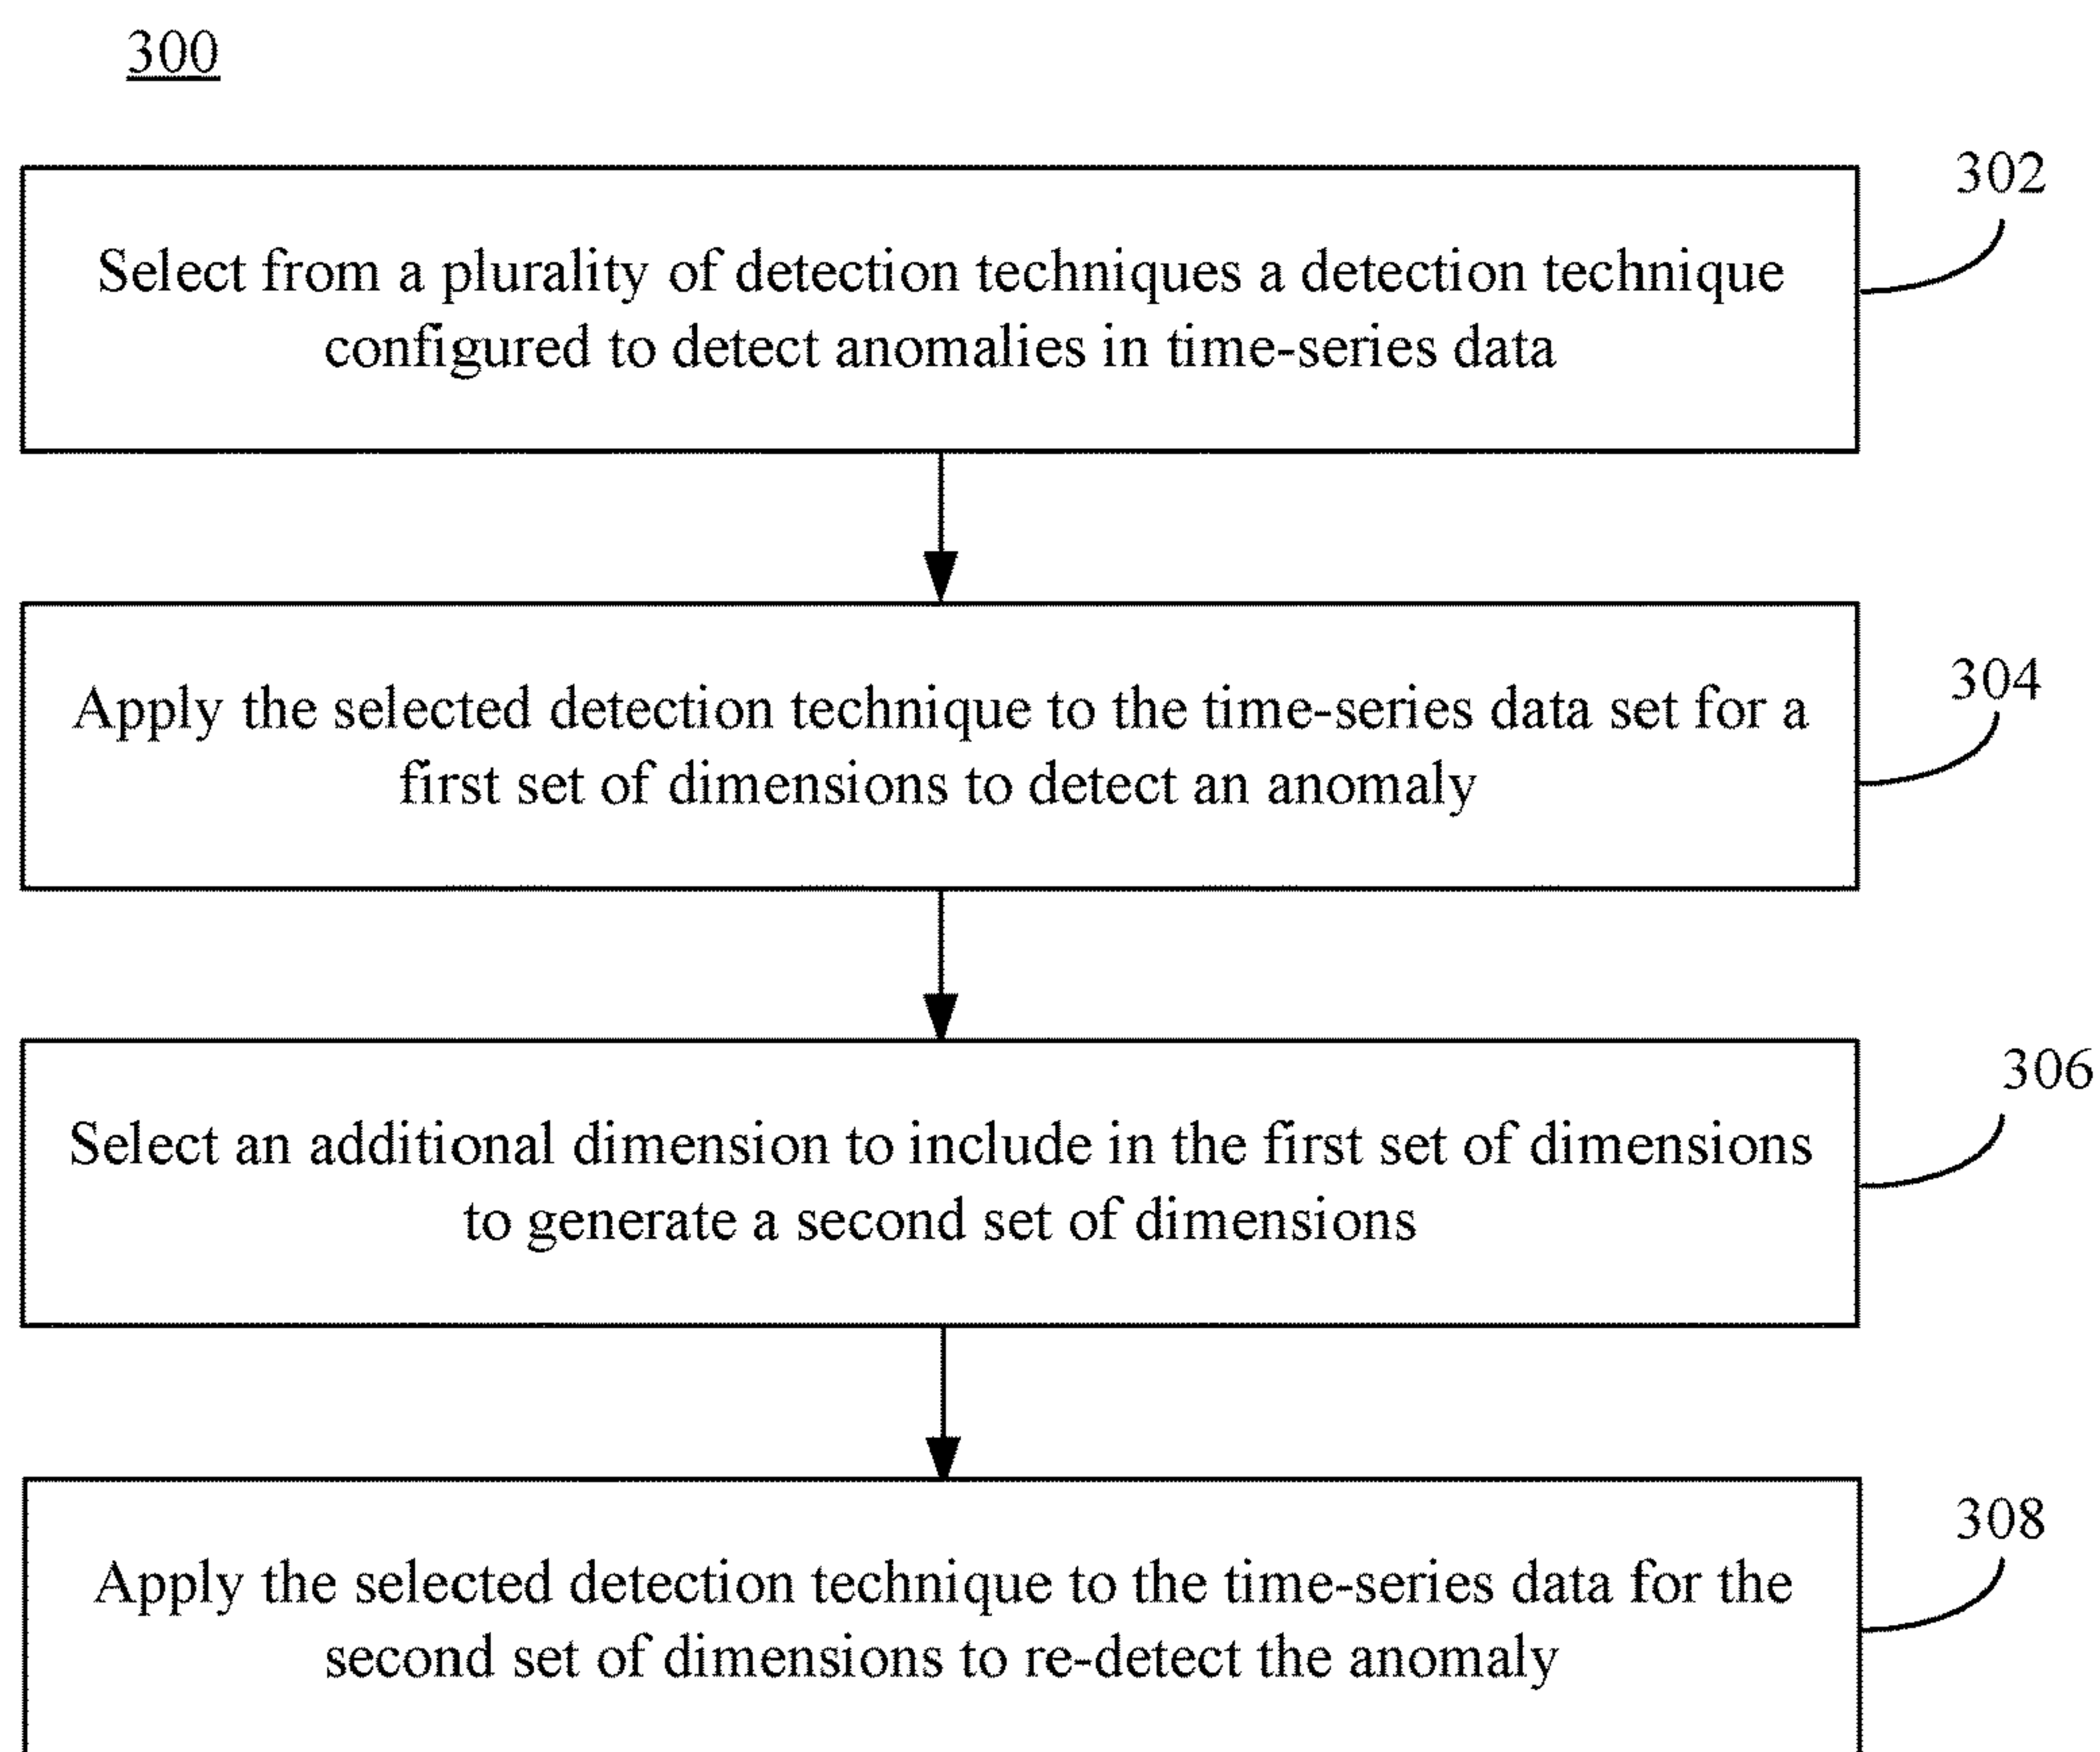 300
302
Select from a plurality of detection techniques a detection technique
configured to detect anomalies in time-series data
304
Apply the selected detection technique to the time-series data set for a
first set of dimensions to detect an anomaly
306
Select an additional dimension to include in the first set of dimensions
to generate a second set of dimensions
308
Apply the selected detection technique to the time-series data for the
second set of dimensions to re-detect the anomaly